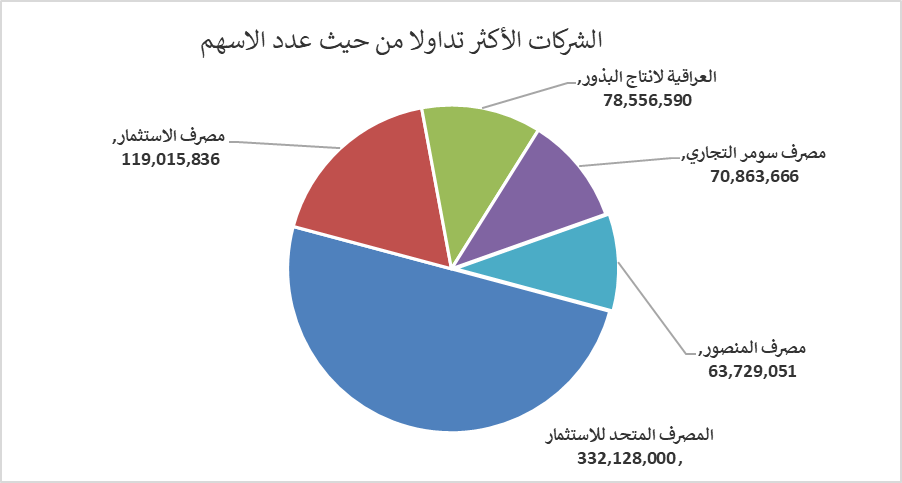 الشركات الأكثر تداولا من حيث عدد الاسهم
العراقية لانتاج البذور,
78,556,590
مصرف الاستثمار,
119,015,836
مصرف سومر التجاري,
70,863,666
مصرف المنصور,
63,729,051
المصرف المتحد للاستثمار
, 332,128,000